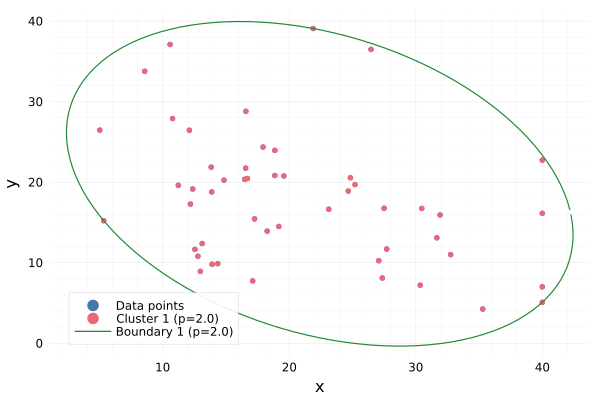 40
30
20
10
0
y
Data points
Cluster 1 (p=2.0)
Boundary 1 (p=2.0)
10 20 30 40
x